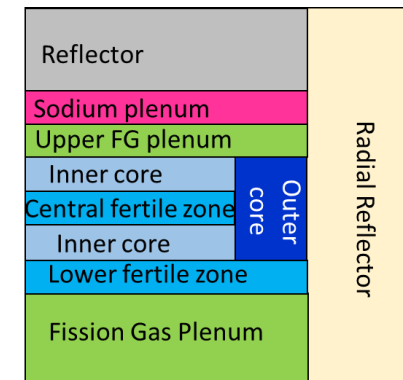 Reflector
Sodium plenum
Upper FG plenum
Inner core
Central fertile zone
Inner core
Outer
core
Lower fertile zone
Fission Gas Plenum
Radial Reflector